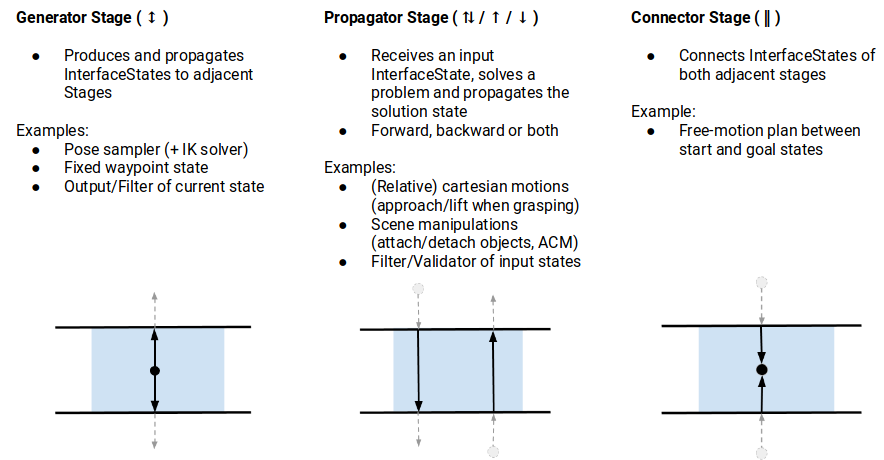 Generator Stage ( ↕ )
● Produces and propagates
InterfaceStates to adjacent
Stages
Examples:
● Pose sampler (+ IK solver)
● Fixed waypoint state
● Output/Filter of current state
Propagator Stage ( ⇅ / ↑ / ↓ )
● Receives an input
InterfaceState, solves a
problem and propagates the
solution state
● Forward, backward or both
Examples:
● (Relative) cartesian motions
(approach/lift when grasping)
● Scene manipulations
(attach/detach objects, ACM)
● Filter/Validator of input states
Connector Stage ( ‖ )
● Connects InterfaceStates of
both adjacent stages
Example:
● Free-motion plan between
start and goal states